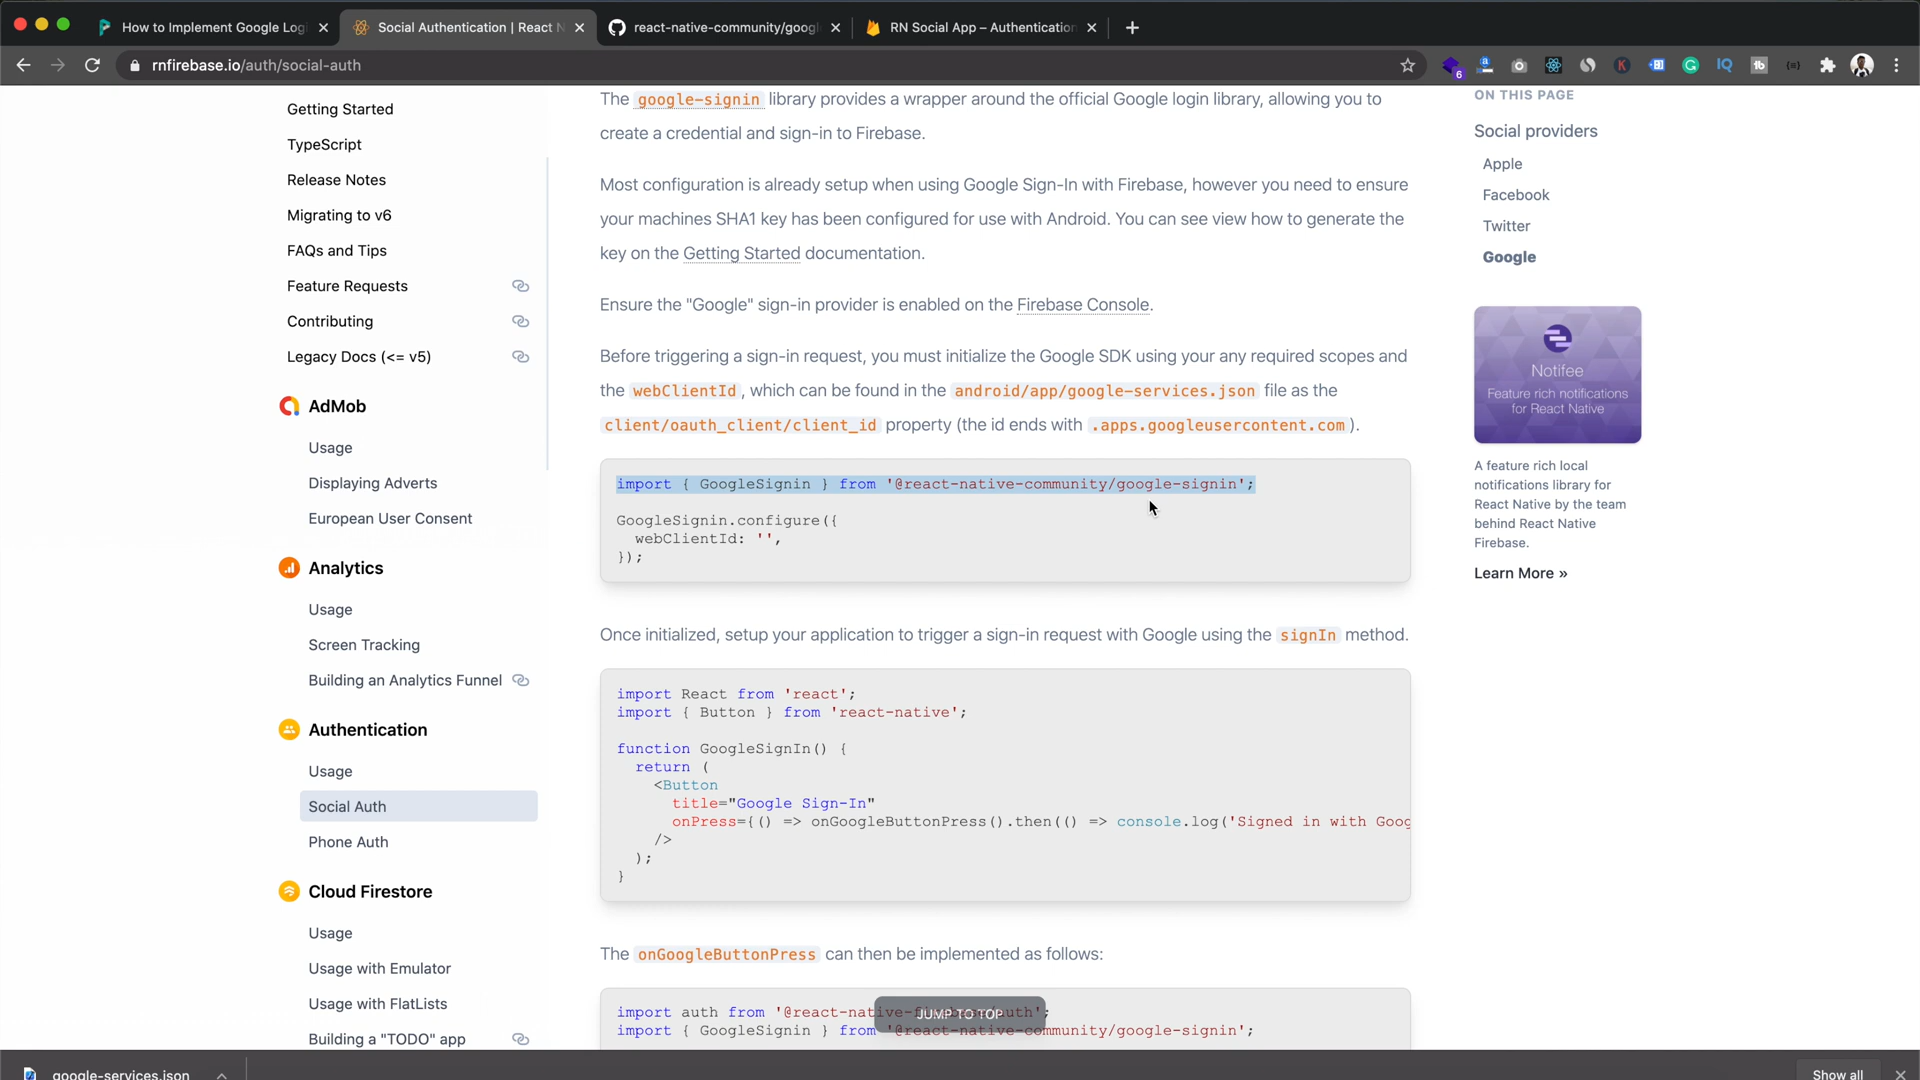 How to Implement Google Logi
Social Authentication | React N
react-native-community/googl
RN Social App – Authentication
rnfirebase.io/auth/social-auth
6
Getting Started
TypeScript
Release Notes
Migrating to v6
FAQs and Tips
Feature Requests
Contributing
Legacy Docs (<= v5)
AdMob
Usage
Displaying Adverts
European User Consent
Analytics
Usage
Screen Tracking
Building an Analytics Funnel
Authentication
Usage
Social Auth
Phone Auth
Cloud Firestore
Usage
Usage with Emulator
Usage with FlatLists
Building a "TODO" app
The google-signin library provides a wrapper around the official Google login library, allowing you to
create a credential and sign-in to Firebase.
Most configuration is already setup when using Google Sign-In with Firebase, however you need to ensure
your machines SHA1 key has been configured for use with Android. You can see view how to generate the
key on the Getting Started documentation.
Ensure the "Google" sign-in provider is enabled on the Firebase Console.
Before triggering a sign-in request, you must initialize the Google SDK using your any required scopes and
the webClientId, which can be found in the android/app/google-services.json file as the
client/oauth_client/client_id property (the id ends with .apps.googleusercontent.com).
import { GoogleSignin } from '@react-native-community/google-signin';
GoogleSignin.configure({
webClientId: '',
});
Once initialized, setup your application to trigger a sign-in request with Google using the signIn method.
import React from 'react';
import { Button } from 'react-native';
function GoogleSignIn() {
return (
<Button
title="Google Sign-In"
onPress={() => onGoogleButtonPress().then(() => console.log('Signed in with Goog
/>
);
}
The onGoogleButtonPress can then be implemented as follows:
import auth from '@react-native-firebase/auth';
import { GoogleSignin } from '@react-native-community/google-signin';
JUMP TO TOP
ON THIS PAGE
Social providers
Apple
Facebook
Twitter
Google
Notifee
Feature rich notifications
for React Native
A feature rich local
notifications library for
React Native by the team
behind React Native
Firebase.
Learn More »
google-services.json
Show all